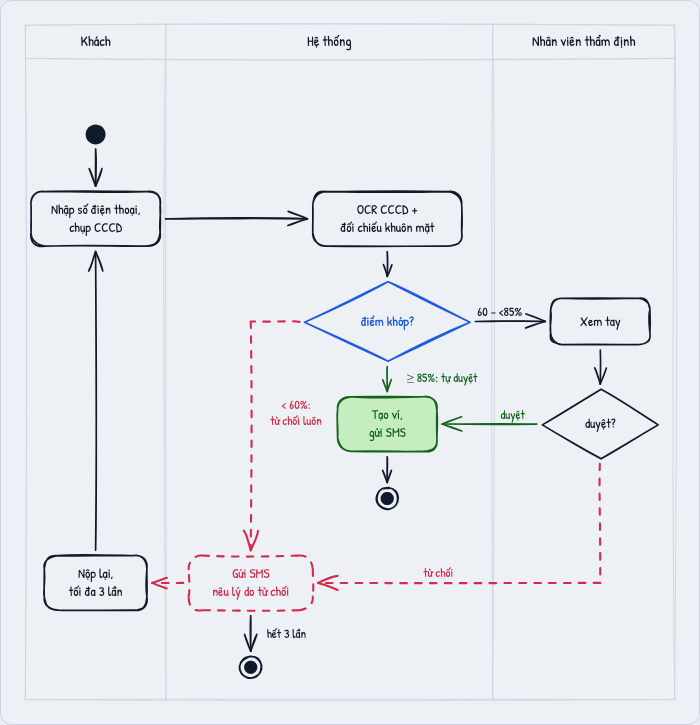 Khách
Hệ thống
Nhân viên thẩm định
Nhập số điện thoại,
chụp CCCD
OCR CCCD +
đối chiếu khuôn mặt
điểm khớp?
60 – <85%
Xem tay
≥ 85%: tự duyệt
< 60%:
từ chối luôn
Tạo ví,
gửi SMS
duyệt
duyệt?
Nộp lại,
tối đa 3 lần
Gửi SMS
nêu lý do từ chối
từ chối
hết 3 lần